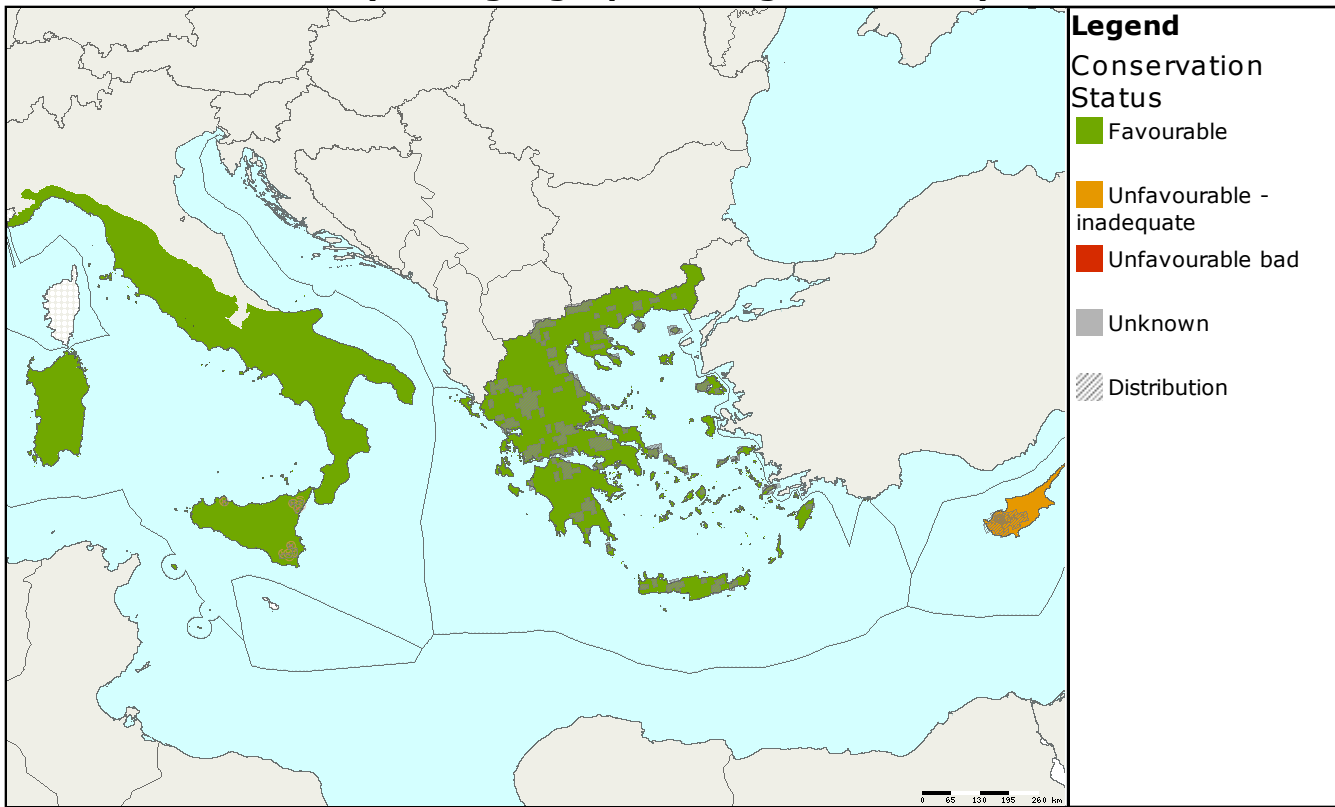 Legend
Conservation
Status
Favourable
Unfavourable -
inadequate
Unfavourable bad
Unknown
Distribution
0 65 130 195 260 km